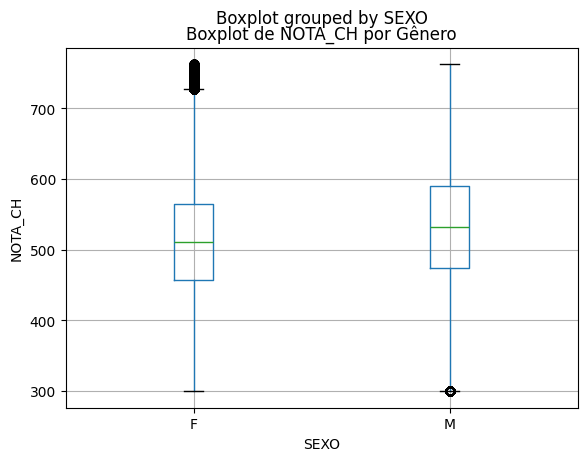 Boxplot grouped by SEXO
Boxplot de NOTA_CH por Gênero
700
600
500
400
300
NOTA_CH
F
M
SEXO